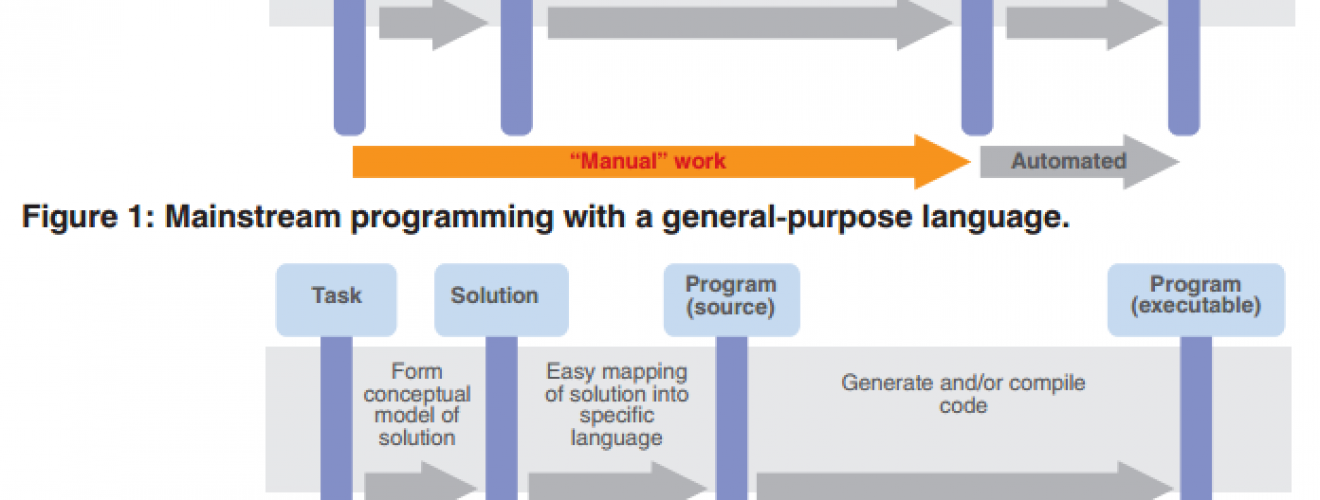 “Manual” work
Automated
Figure 1: Mainstream programming with a general-purpose language.
Task
Solution
Program
(source)
Program
(executable)
Form
conceptual
model of
solution
Easy mapping
of solution into
specific
language
Generate and/or compile
code